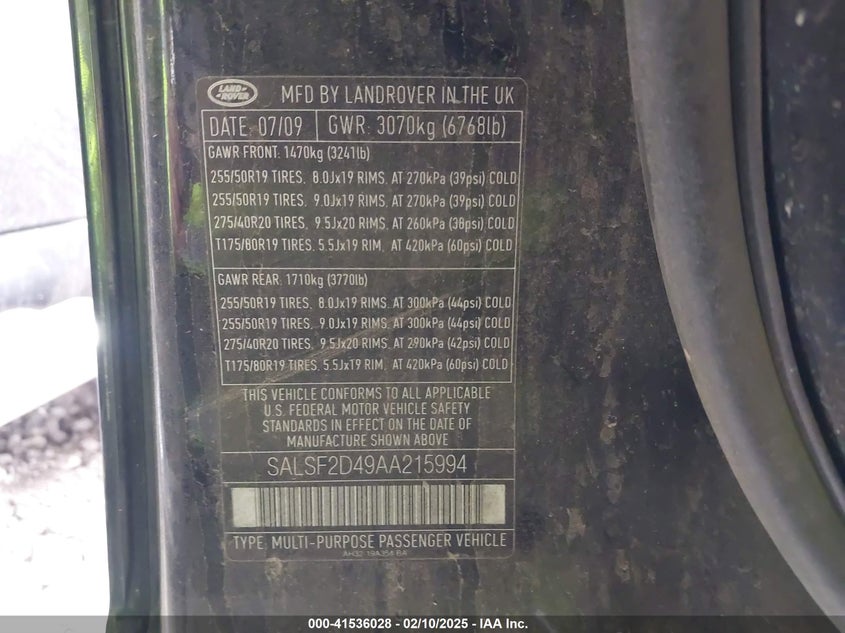 LAND-
-ROVER
MFD BY LANDROVER IN THE UK
DATE: 07/09 GWR: 3070kg (6768lb)
GAWR FRONT: 1470kg (3241lb)
255/50R19 TIRES, 8.0Jx19 RIMS, AT 270kPa (39psi) COLD
255/50R19 TIRES, 9.0Jx19 RIMS, AT 270kPa (39psi) COLD
275/40R20 TIRES, 9.5Jx20 RIMS, AT 260kPa (38psi) COLD
T175/80R19 TIRES, 5.5Jx19 RIM, AT 420kPa (60psi) COLD
GAWR REAR: 1710kg (3770lb)
255/50R19 TIRES, 8.0Jx19 RIMS, AT 300kPa (44psi) COLD
255/50R19 TIRES, 9.0Jx19 RIMS, AT 300kPa (44psi) COLD
275/40R20 TIRES, 9.5Jx20 RIMS, AT 290kPa (42psi) COLD
T175/80R19 TIRES, 5.5Jx19 RIM, AT 420kPa (60psi) COLD
THIS VEHICLE CONFORMS TO ALL APPLICABLE
U.S. FEDERAL MOTOR VEHICLE SAFETY
STANDARDS IN EFFECT ON THE DATE OF
MANUFACTURE SHOWN ABOVE
SALSF2D49AA215994
TYPE: MULTI-PURPOSE PASSENGER VEHICLE
AH32 19A354 BA
000-41536028 - 02/10/2025 - IAA Inc.